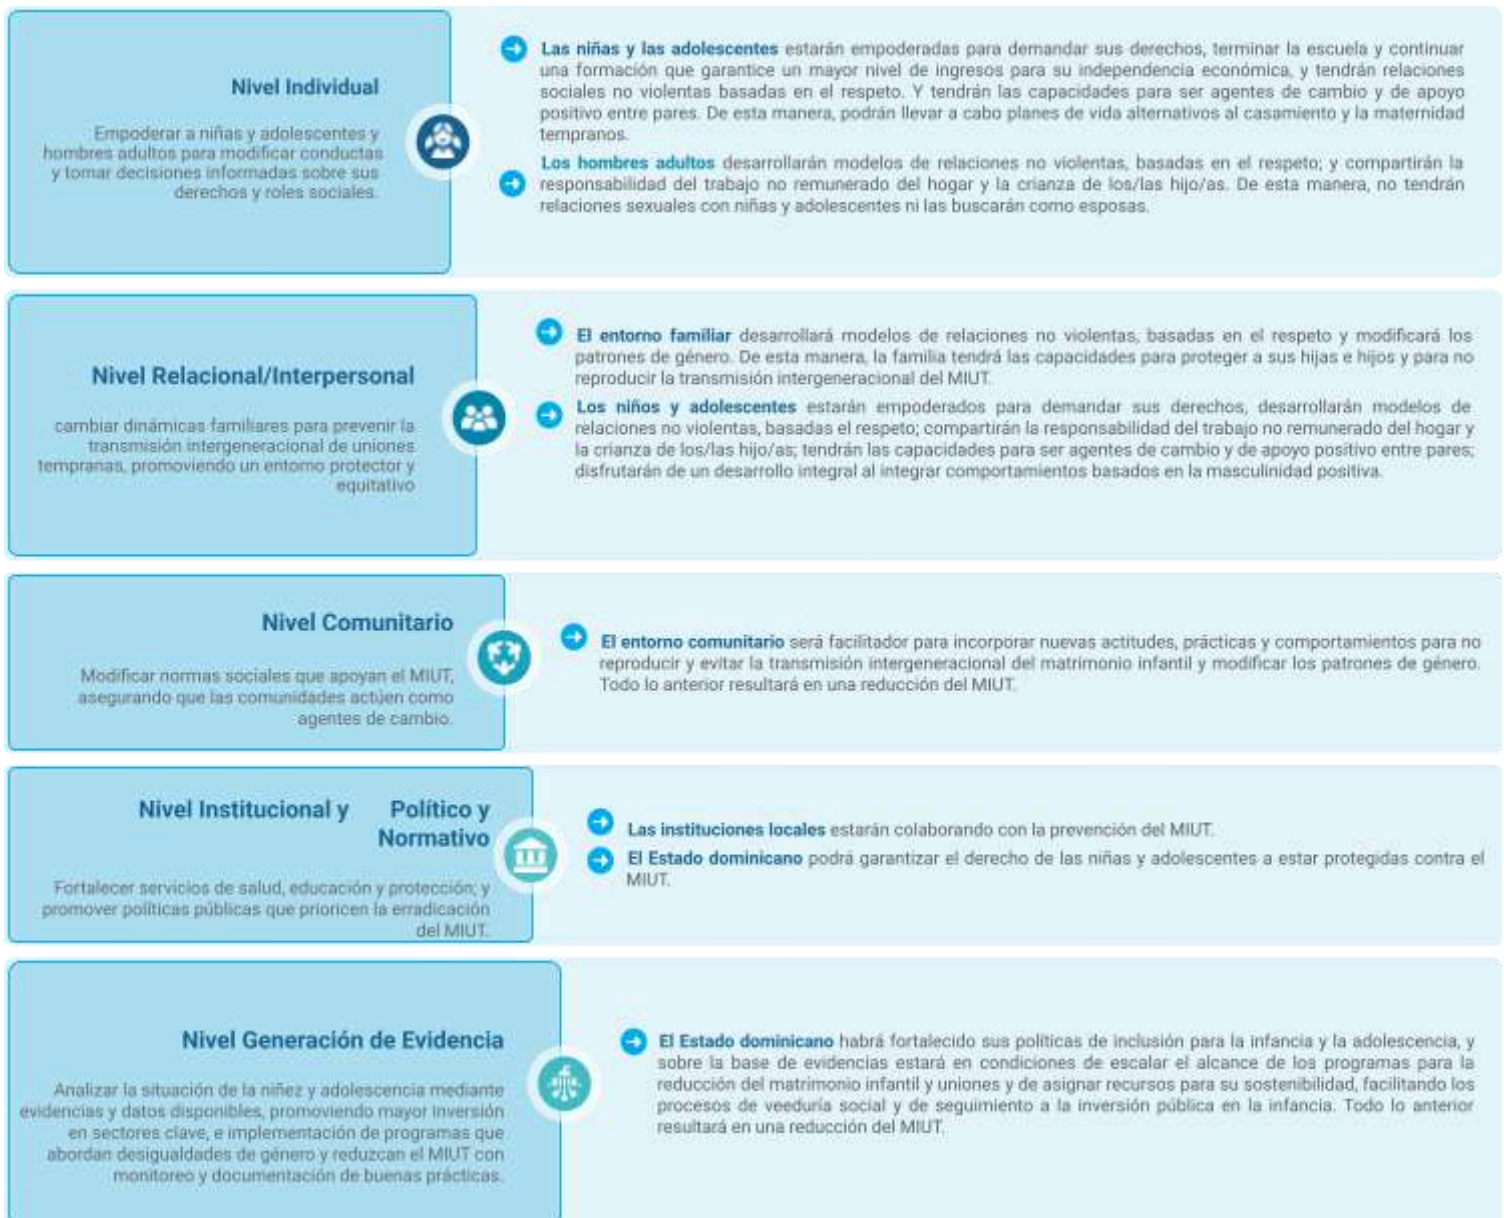 Nivel Individual
Empoderar a niñas y adolescentes y
hombres adultos para modificar conductas
y tomar decisiones informadas sobre sus
derechos y roles sociales.
Las niñas y las adolescentes estarán empoderadas para demandar sus derechos, terminar la escuela y continuar
una formación que garantice un mayor nivel de ingresos para su independencia económica, y tendrán relaciones
sociales no violentas basadas en el respeto. Y tendrán las capacidades para ser agentes de cambio y de apoyo
positivo entre pares. De esta manera, podrán llevar a cabo planes de vida alternativos al casamiento y la maternidad
tempranos.
Los hombres adultos desarrollarán modelos de relaciones no violentas, basadas en el respeto; y compartirán la
responsabilidad del trabajo no remunerado del hogar y la crianza de los/las hijo/as. De esta manera, no tendrán
relaciones sexuales con niñas y adolescentes ni las buscarán como esposas.
Nivel Relacional/Interpersonal
cambiar dinámicas familiares para prevenir la
transmisión intergeneracional de uniones
tempranas, promoviendo un entorno protector y
equitativo
El entorno familiar desarrollará modelos de relaciones no violentas, basadas en el respeto y modificará los
patrones de género. De esta manera, la familia tendrá las capacidades para proteger a sus hijas e hijos y para no
reproducir la transmisión intergeneracional del MIUT.
Los niños y adolescentes estarán empoderados para demandar sus derechos, desarrollarán modelos de
relaciones no violentas, basadas el respeto; compartirán la responsabilidad del trabajo no remunerado del hogar y
la crianza de los/las hijo/as; tendrán las capacidades para ser agentes de cambio y de apoyo positivo entre pares;
disfrutarán de un desarrollo integral al integrar comportamientos basados en la masculinidad positiva.
Nivel Comunitario
Modificar normas sociales que apoyan el MIUT,
asegurando que las comunidades actúen como
agentes de cambio.
El entorno comunitario será facilitador para incorporar nuevas actitudes, prácticas y comportamientos para no
reproducir y evitar la transmisión intergeneracional del matrimonio infantil y modificar los patrones de género.
Todo lo anterior resultará en una reducción del MIUT.
Nivel Institucional y Político y
Normativo
Fortalecer servicios de salud, educación y protección; y
promover políticas públicas que prioricen la erradicación
del MIUT.
Las instituciones locales estarán colaborando con la prevención del MIUT.
El Estado dominicano podrá garantizar el derecho de las niñas y adolescentes a estar protegidas contra el
MIUT.
Nivel Generación de Evidencia
Analizar la situación de la niñez y adolescencia mediante
evidencias y datos disponibles, promoviendo mayor inversión
en sectores clave, e implementación de programas que
abordan desigualdades de género y reduzcan el MIUT con
monitoreo y documentación de buenas prácticas.
El Estado dominicano habrá fortalecido sus políticas de inclusión para la infancia y la adolescencia, y
sobre la base de evidencias estará en condiciones de escalar el alcance de los programas para la
reducción del matrimonio infantil y uniones y de asignar recursos para su sostenibilidad, facilitando los
procesos de veeduría social y de seguimiento a la inversión pública en la infancia. Todo lo anterior
resultará en una reducción del MIUT.